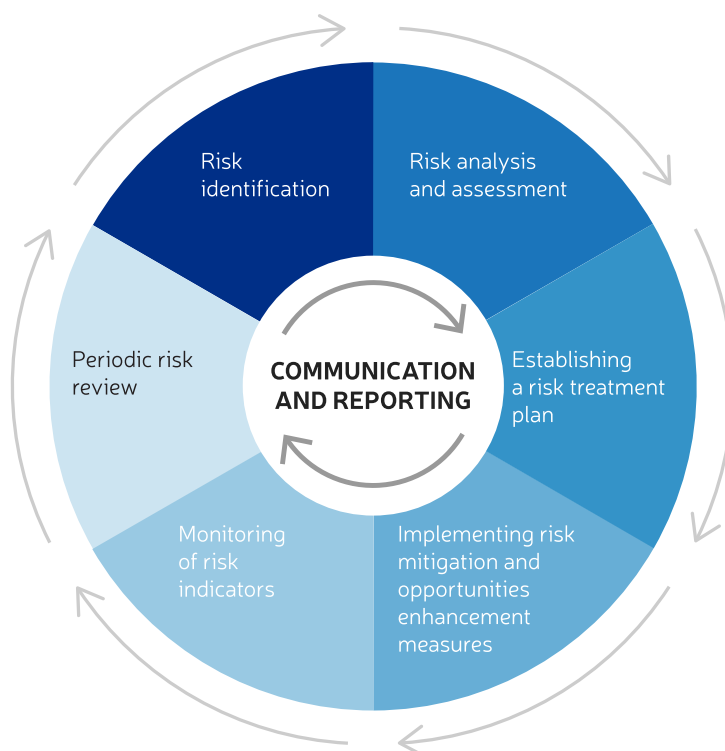 Risk
identification
Risk analysis
and assessment
Establishing
a risk treatment
plan
Implementing risk
mitigation and
opportunities
enhancement
measures
Monitoring
of risk
indicators
Periodic risk
review
COMMUNICATION
AND REPORTING